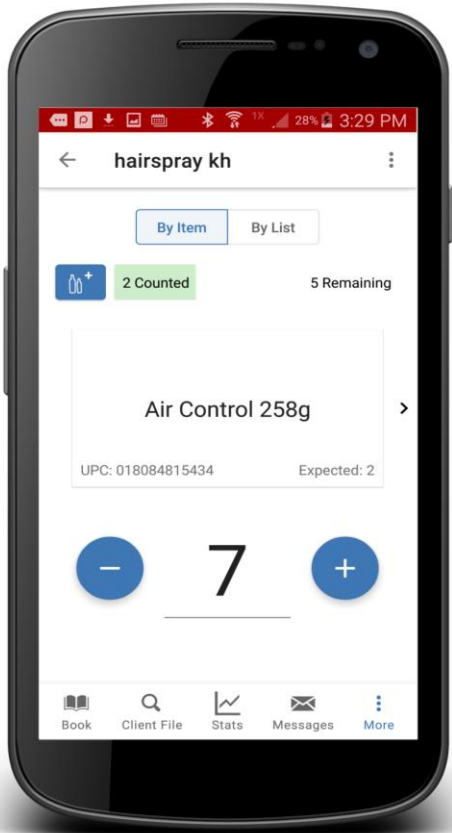 1X 28% 3:29 PM
hairspray kh
By Item By List
2 Counted 5 Remaining
Air Control 258g
UPC: 018084815434 Expected: 2
− 7 +
Book Client File Stats Messages More